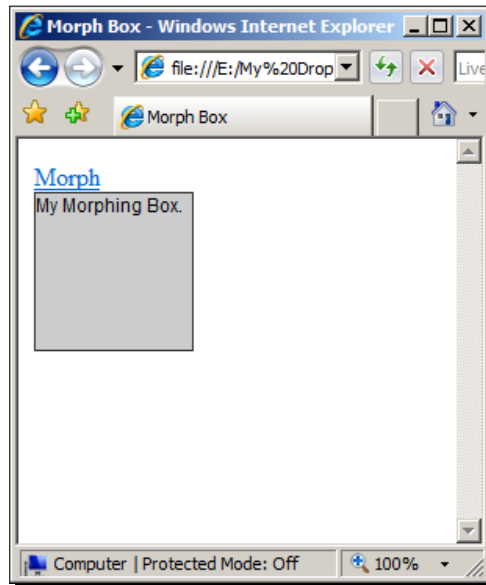 Morph Box - Windows Internet Explorer
file:///E:/My%20Drop
Live
Morph Box
Morph
My Morphing Box.
Computer | Protected Mode: Off
100%